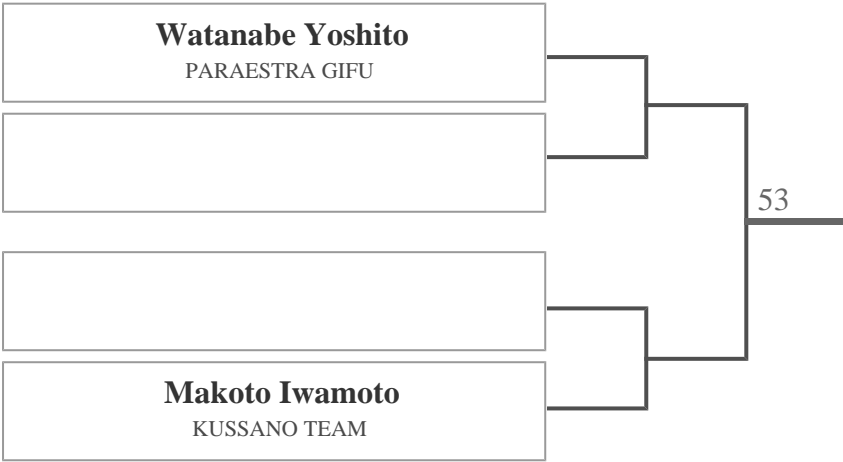 Watanabe Yoshito
PARAESTRA GIFU
53
Makoto Iwamoto
KUSSANO TEAM